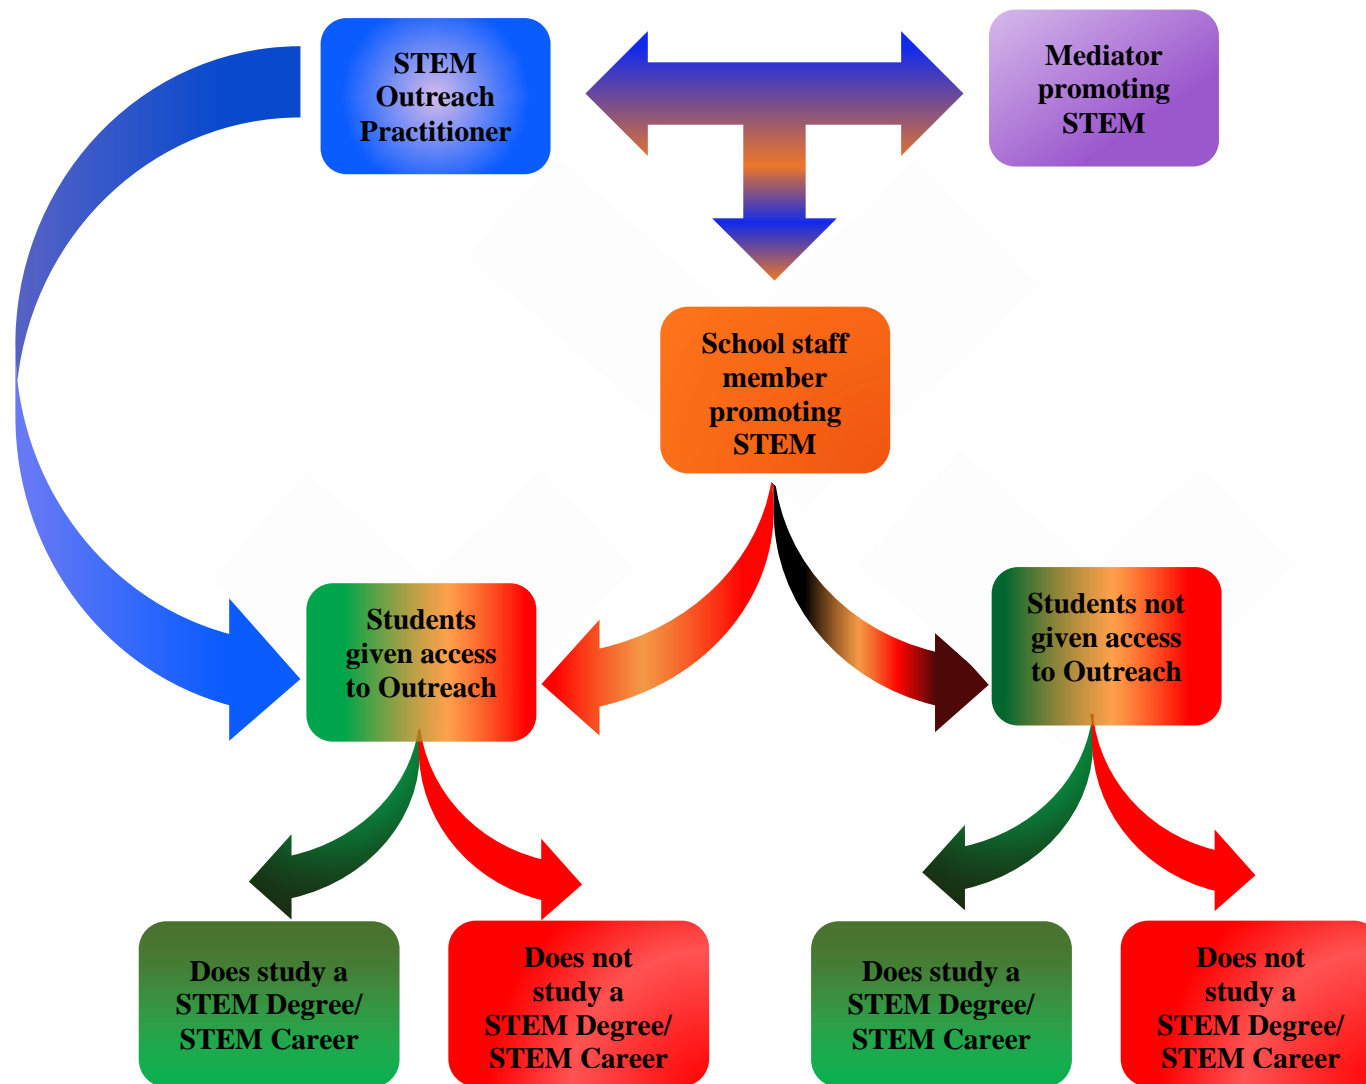 STEM
Outreach
Practitioner
Mediator
promoting
STEM
School staff
member
promoting
STEM
Students
given access
to Outreach
Students not
given access
to Outreach
Does study a
STEM Degree/
STEM Career
Does not
study a
STEM Degree/
STEM Career
Does study a
STEM Degree/
STEM Career
Does not
study a
STEM Degree/
STEM Career